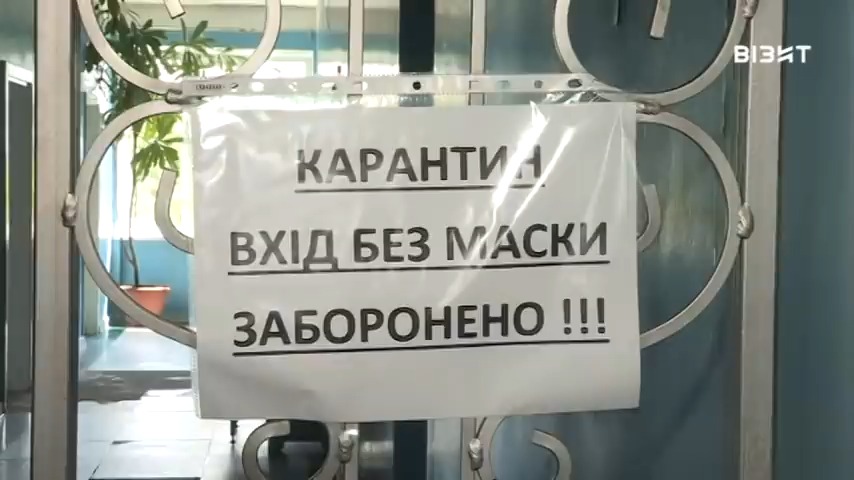 ВІЗИТ
КАРАНТИН
ВХІД БЕЗ МАСКИ
ЗАБОРОНЕНО !!!